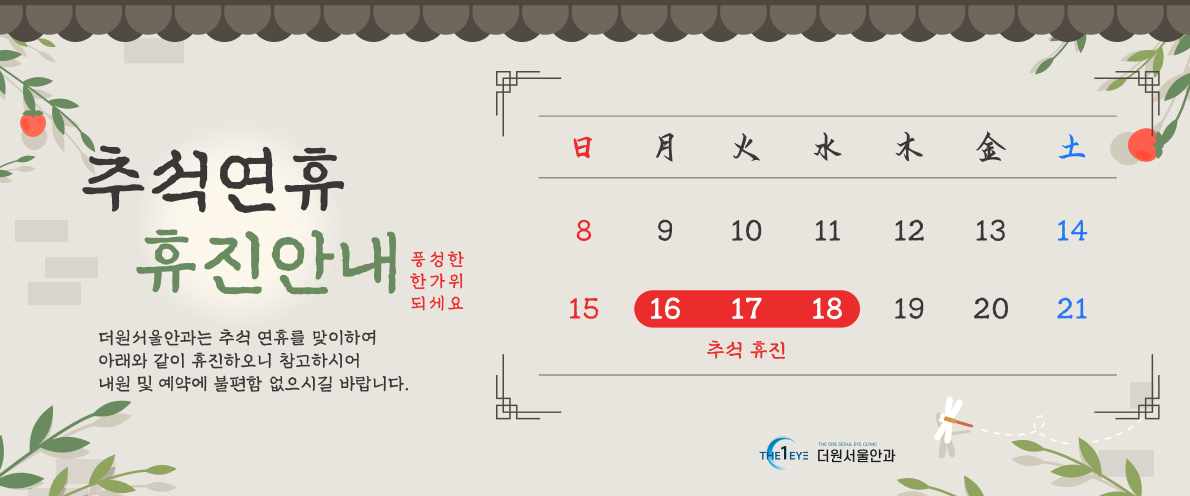 추석연휴
휴진안내
풍성한
한가위
되세요
더원서울안과는 추석 연휴를 맞이하여
아래와 같이 휴진하오니 참고하시어
내원 및 예약에 불편함 없으시길 바랍니다.
日 月 火 水 木 金 土
8 9 10 11 12 13 14
15 16 17 18 19 20 21
추석 휴진
THE 1 EYE
THE ONE SEOUL EYE CLINIC
더원서울안과